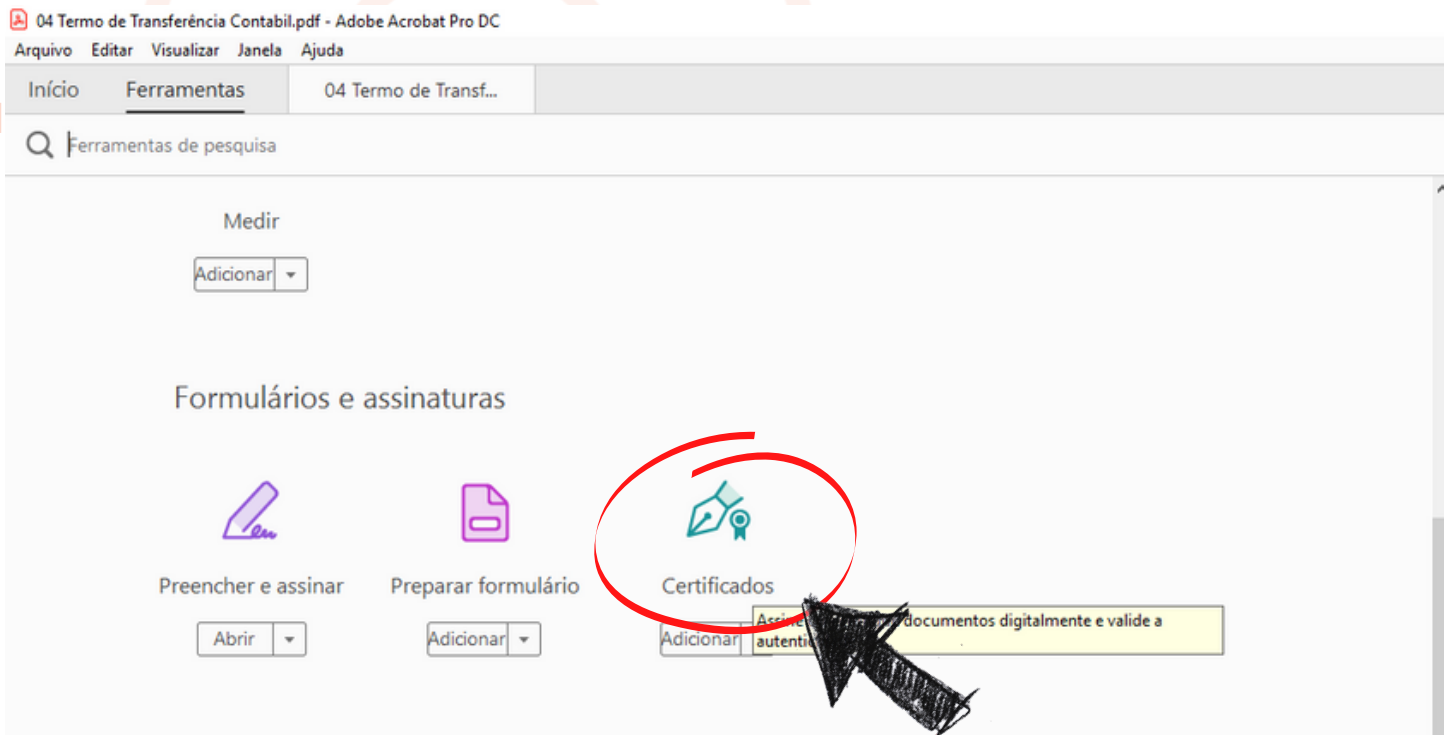 04 Termo de Transferência Contabil.pdf - Adobe Acrobat Pro DC
Arquivo Editar Visualizar Janela Ajuda
Início Ferramentas 04 Termo de Transf...
Ferramentas de pesquisa
Medir
Adicionar
Formulários e assinaturas
Preencher e assinar Preparar formulário Certificados
Abrir Adicionar Adicionar
Assine documentos digitalmente e valide a